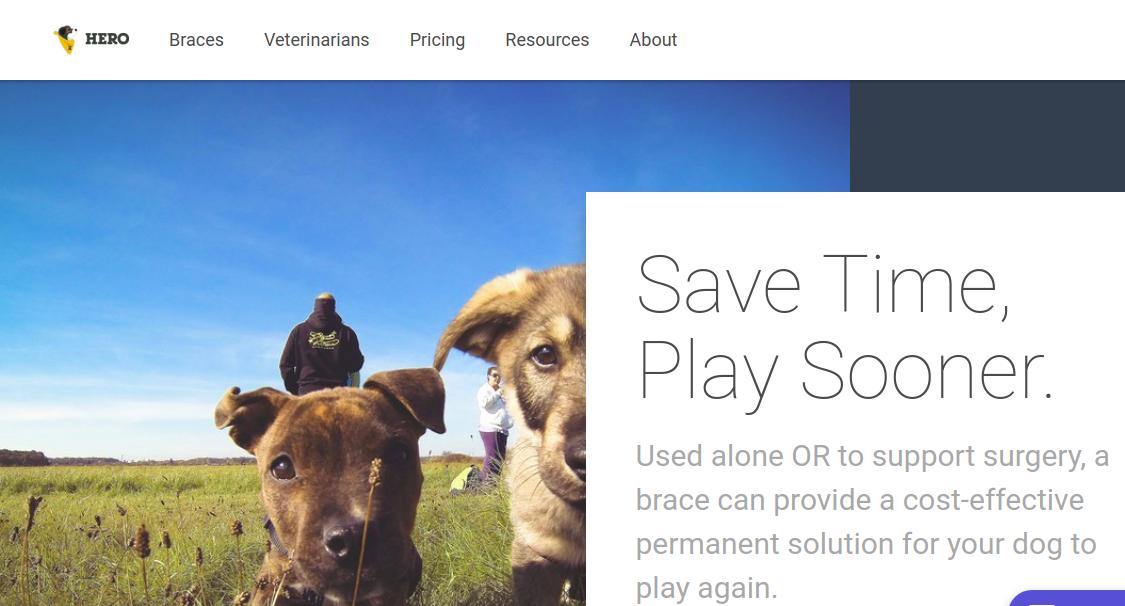 HERO
Braces
Veterinarians
Pricing
Resources
About
Save Time,
Play Sooner.
Used alone OR to support surgery, a
brace can provide a cost-effective
permanent solution for your dog to
play again.